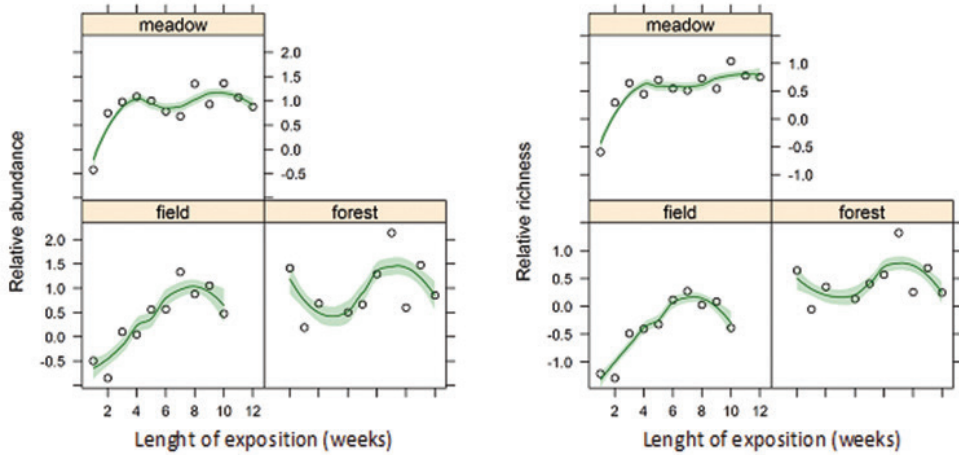 meadow
2.0
1.5
1.0
0.5
0.0
-0.5
Relative abundance
field forest
2.0
1.5
1.0
0.5
0.0
-0.5
2 4 6 8 10 12
Lenght of exposition (weeks)
meadow
1.0
0.5
0.0
-0.5
-1.0
Relative richness
field forest
1.0
0.5
0.0
-0.5
-1.0
2 4 6 8 10 12
Lenght of exposition (weeks)